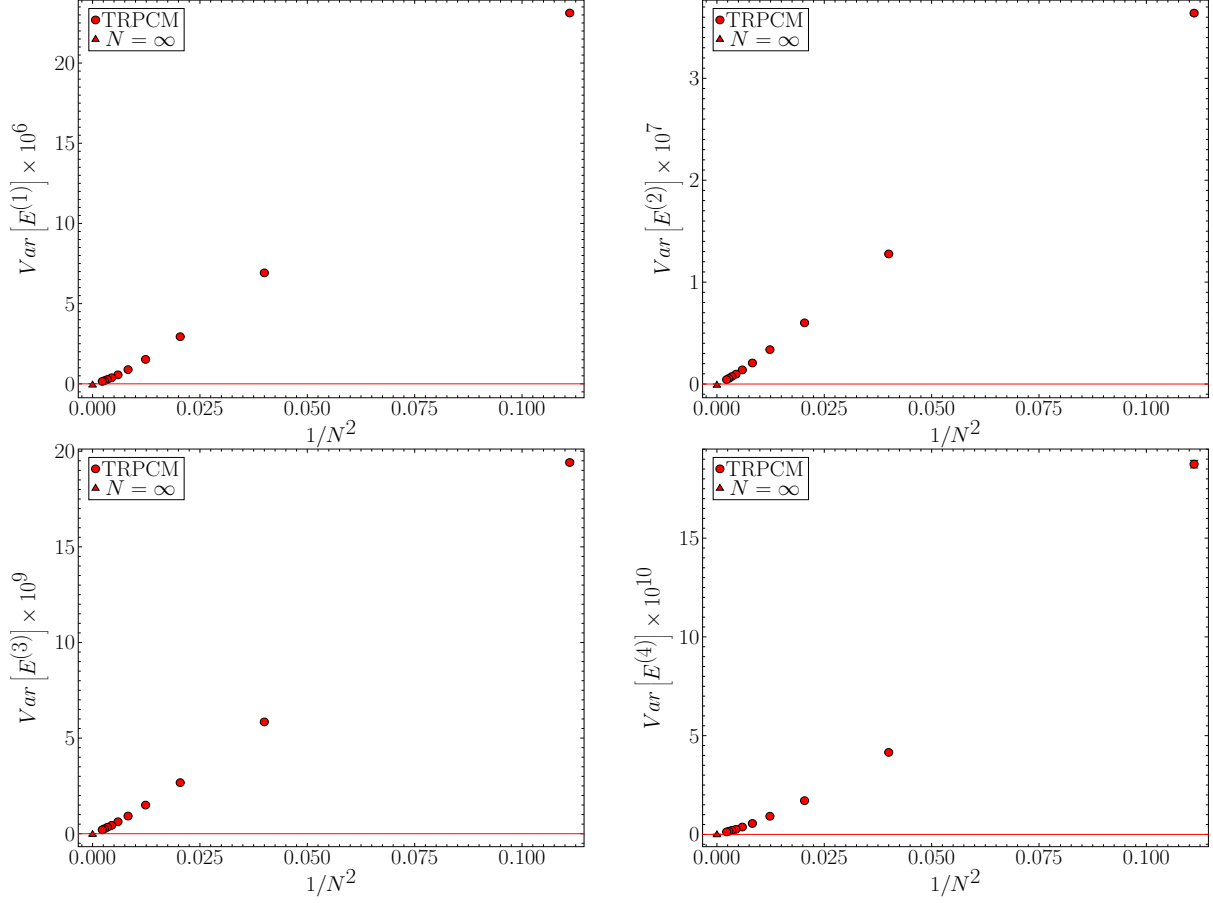 TRPCM
N = ∞
Var [E^(1)] × 10^6
20
15
10
5
0
0.000 0.025 0.050 0.075 0.100
1/N^2
TRPCM
N = ∞
Var [E^(2)] × 10^7
3
2
1
0
0.000 0.025 0.050 0.075 0.100
1/N^2
TRPCM
N = ∞
Var [E^(3)] × 10^9
20
15
10
5
0
0.000 0.025 0.050 0.075 0.100
1/N^2
TRPCM
N = ∞
Var [E^(4)] × 10^10
15
10
5
0
0.000 0.025 0.050 0.075 0.100
1/N^2